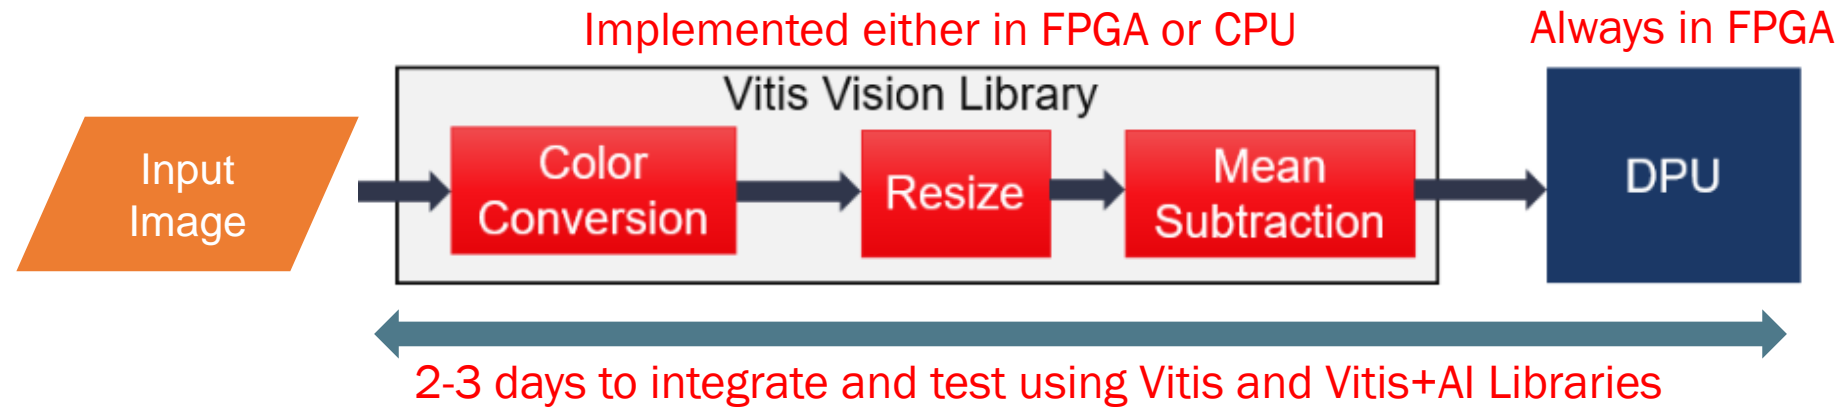 Implemented either in FPGA or CPU
Always in FPGA
Vitis Vision Library
Input
Image
Color
Conversion
Resize
Mean
Subtraction
DPU
2-3 days to integrate and test using Vitis and Vitis+AI Libraries